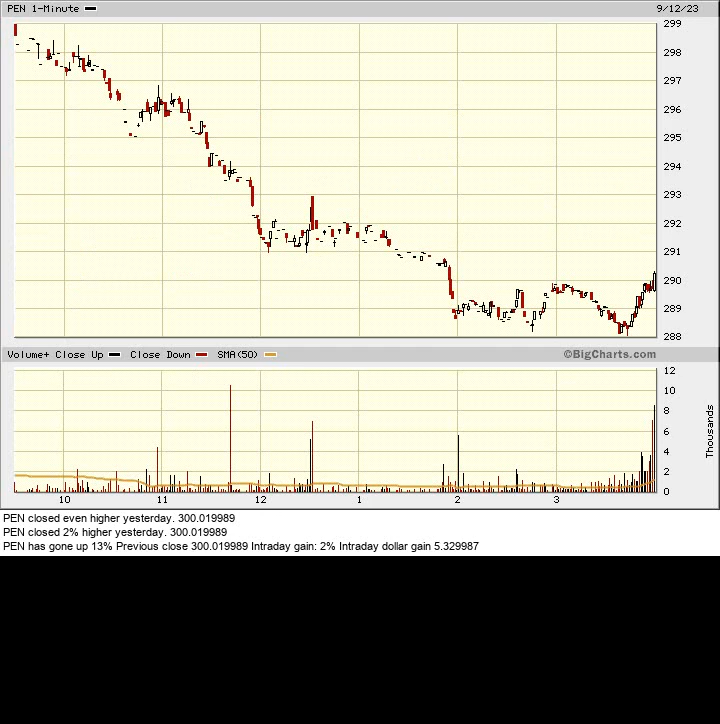 PEN 1-Minute 9/12/23
299
298
297
296
295
294
293
292
291
290
289
288
Volume+ Close Up Close Down SMA(50) ©BigCharts.com
12
10
8
6
4
2
0
Thousands
10 11 12 1 2 3
PEN closed even higher yesterday. 300.019989
PEN closed 2% higher yesterday. 300.019989
PEN has gone up 13% Previous close 300.019989 Intraday gain: 2% Intraday dollar gain 5.329987